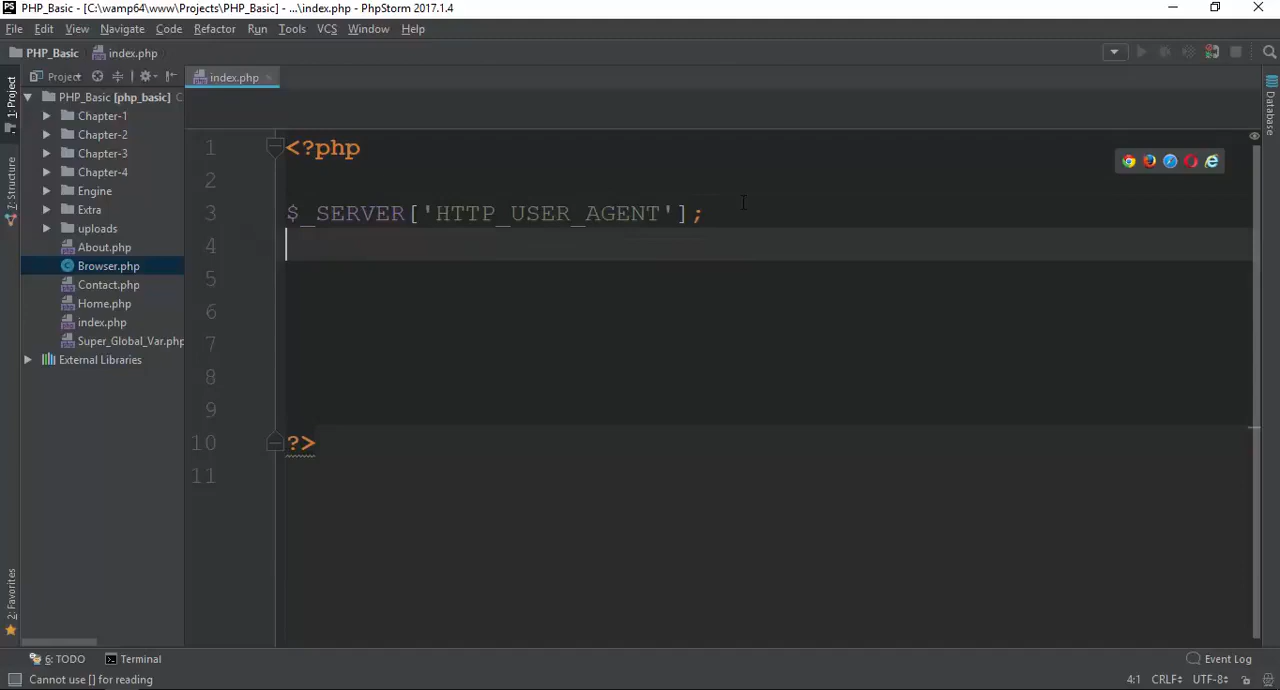 PHP_Basic - [C:\wamp64\www\Projects\PHP_Basic] - ...\index.php - PhpStorm 2017.1.4
File Edit View Navigate Code Refactor Run Tools VCS Window Help
PHP_Basic index.php
Project
index.php
1: Project
7: Structure
2: Favorites
Database
PHP_Basic [php_basic] C
Chapter-1
Chapter-2
Chapter-3
Chapter-4
Engine
Extra
uploads
About.php
Browser.php
Contact.php
Home.php
index.php
Super_Global_Var.php
External Libraries
1 <?php
2
3 $_SERVER['HTTP_USER_AGENT'];
4
5
6
7
8
9
10 ?>
11
6: TODO Terminal Event Log
Cannot use [] for reading 4:1 CRLF UTF-8